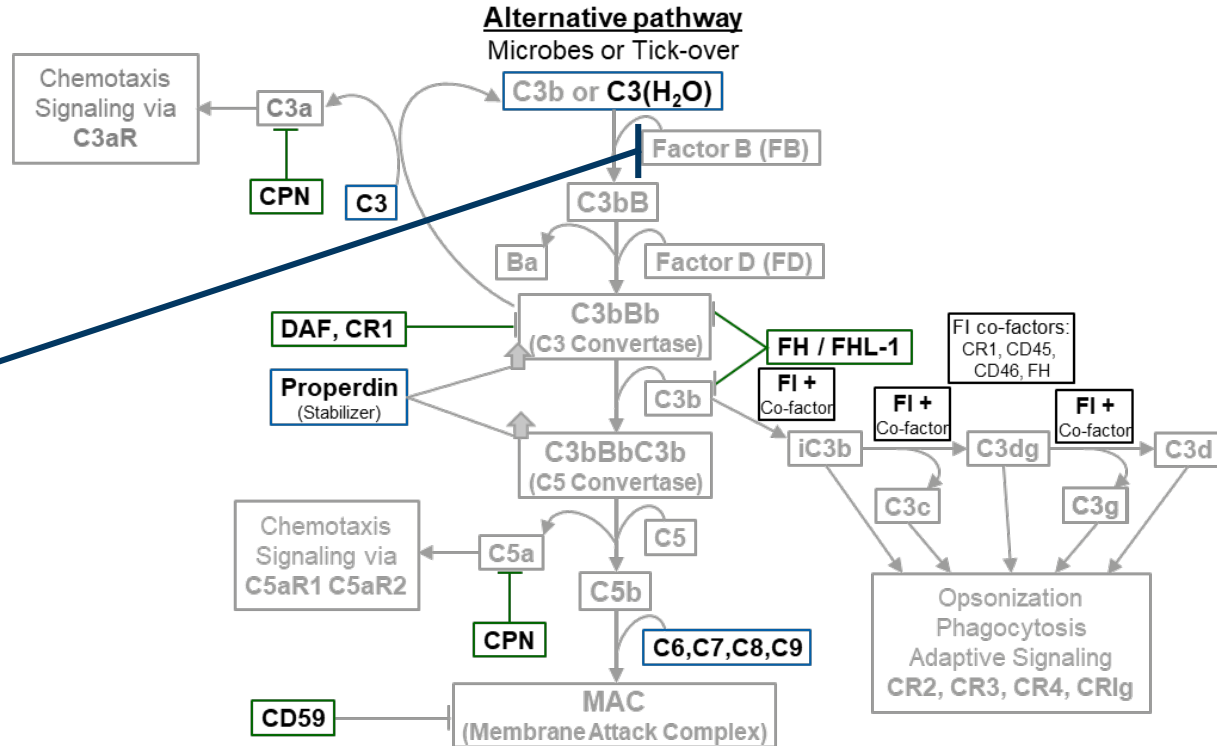 Alternative pathway
Microbes or Tick-over
Chemotaxis
Signaling via
C3aR
C3a
C3b or C3(H₂O)
Factor B (FB)
CPN
C3
C3bB
Ba
Factor D (FD)
DAF, CR1
C3bBb
(C3 Convertase)
FH / FHL-1
FI co-factors:
CR1, CD45,
CD46, FH
Properdin
(Stabilizer)
C3b
FI +
Co-factor
FI +
Co-factor
FI +
Co-factor
C3bBbC3b
(C5 Convertase)
iC3b
C3dg
C3d
C3c
C3g
Chemotaxis
Signaling via
C5aR1 C5aR2
C5a
C5
C5b
CPN
C6,C7,C8,C9
Opsonization
Phagocytosis
Adaptive Signaling
CR2, CR3, CR4, CRIg
CD59
MAC
(Membrane Attack Complex)